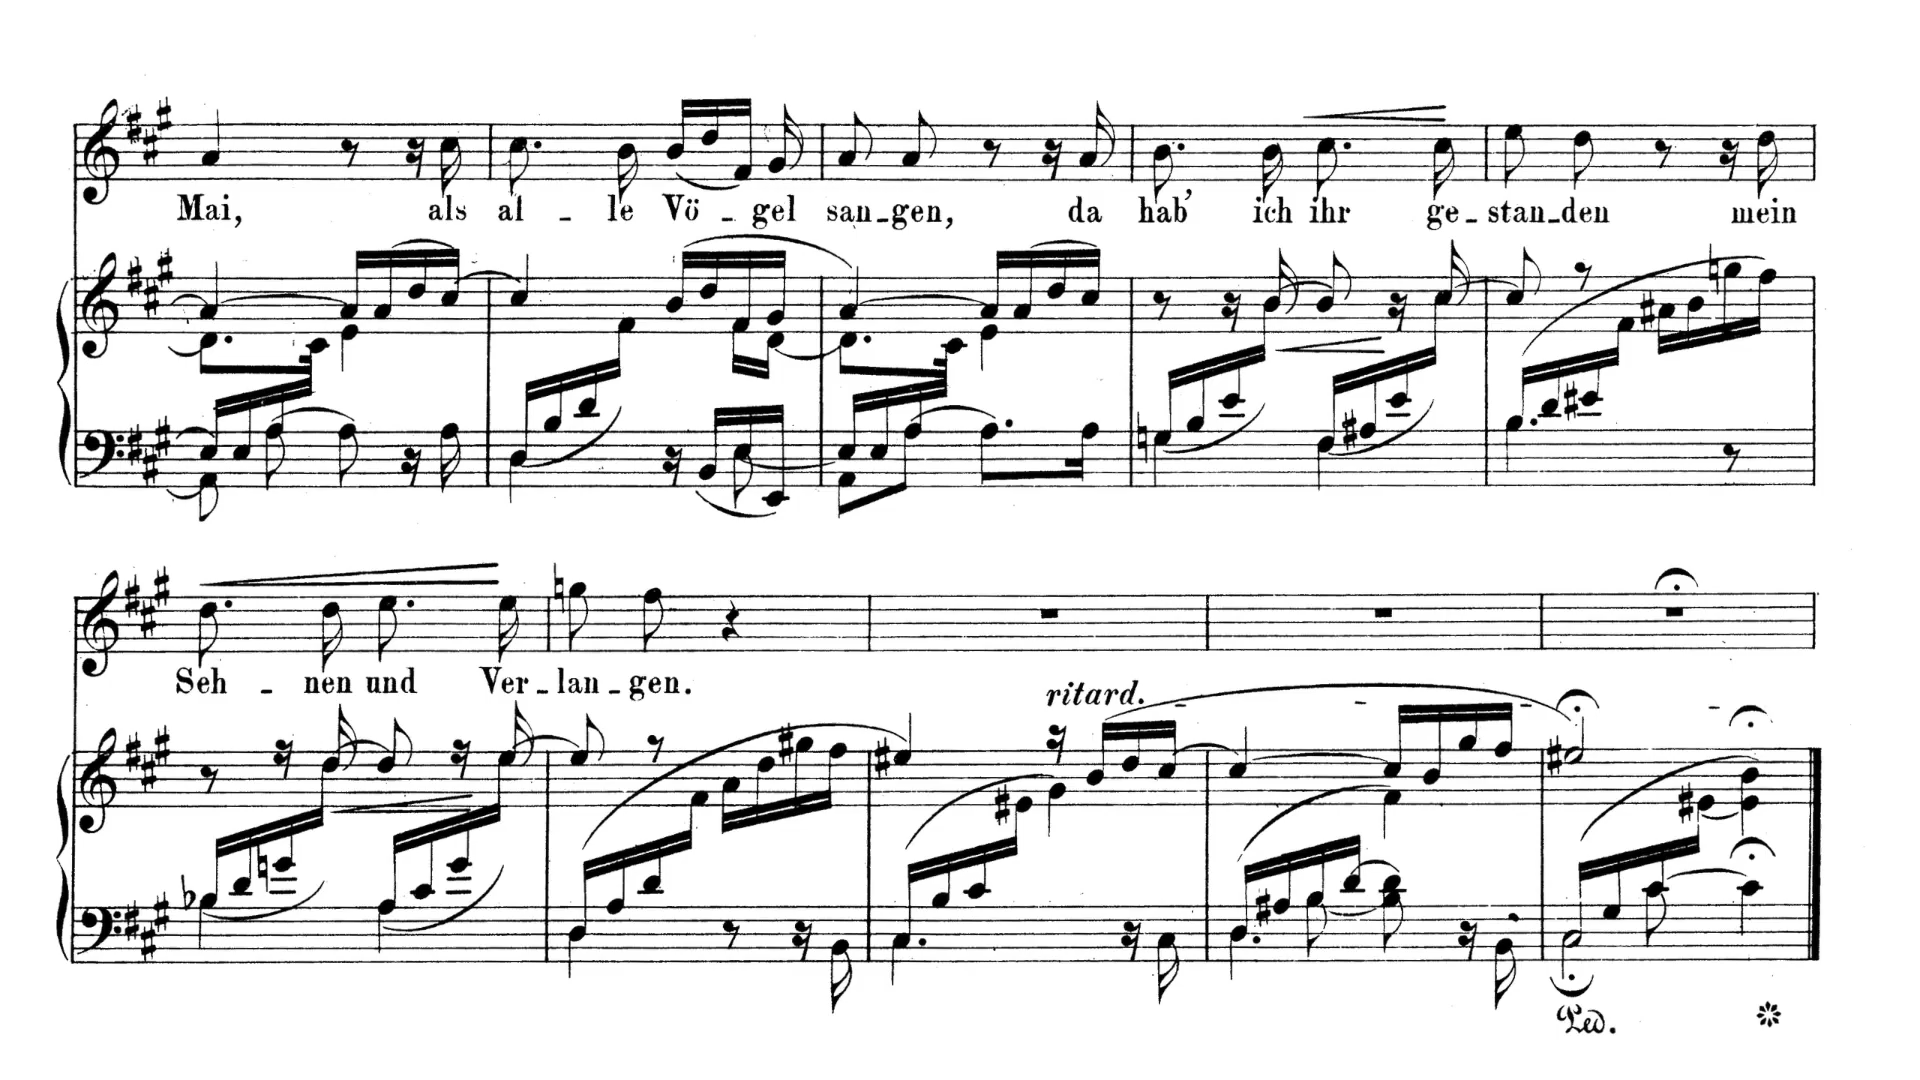 Mai, als al - le Vö - gel san-gen, da hab' ich ihr ge-stan-den mein
Seh - nen und Ver-lan-gen.
ritard. - - - -
Ped. *